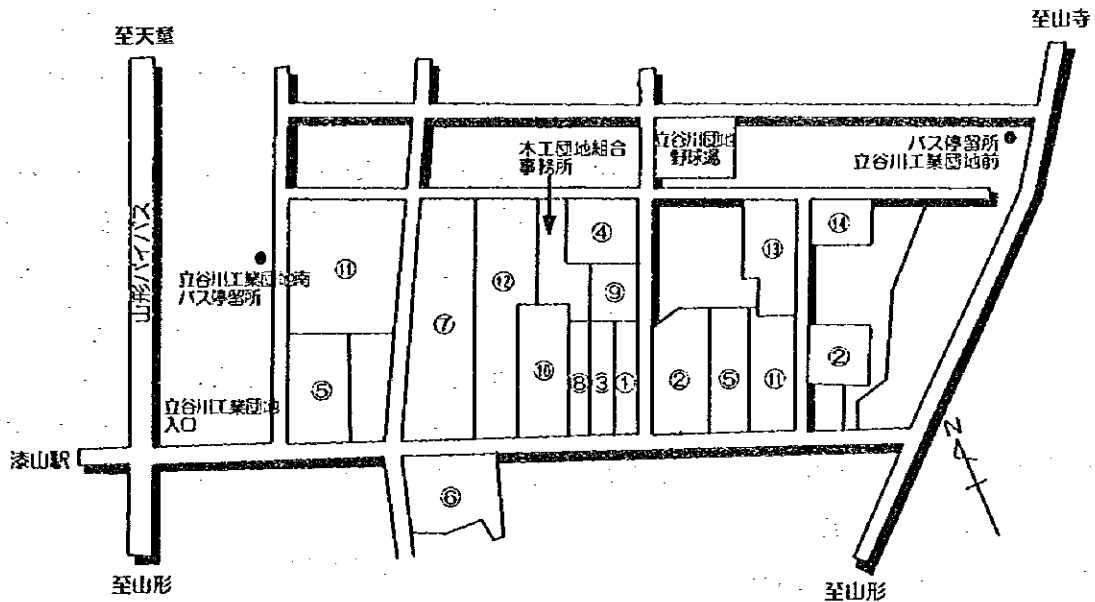 至天童
至山寺
木工団地組合
事務所
立谷川団地
野球場
バス停留所
立谷川工業団地前
④
⑭
⑬
山形バイパス
⑪
⑫
立谷川工業団地南
バス停留所
⑨
⑦
②
⑩
⑧
③
①
②
⑤
⑪
⑤
立谷川工業団地
入口
N
漆山駅
⑥
至山形
至山形